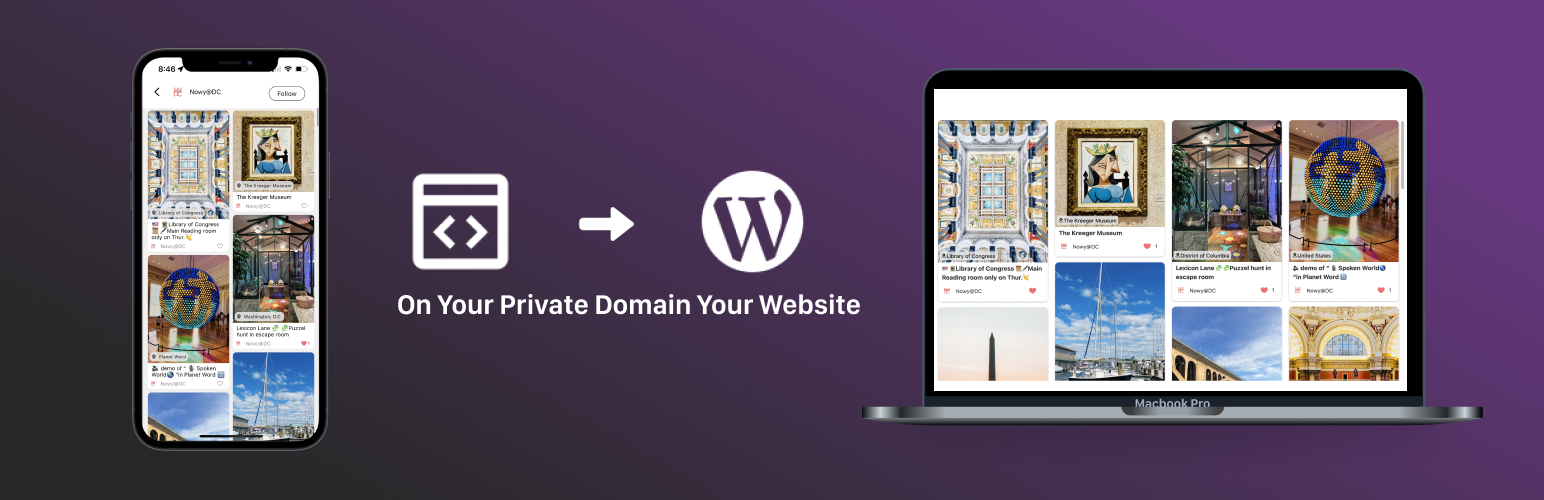 8:46
Nowy@DC
Follow
Library of Congress
🇺🇸 Library of Congress
Main Reading room
only on Thur.
Nowy@DC
Planet Word
demo of " Spoken
World "in Planet Word
Nowy@DC
The Kreeger Museum
The Kreeger Museum
Nowy@DC
1
Washington, D.C
Lexicon Lane Puzzel
hunt in escape room
Nowy@DC
1
On Your Private Domain Your Website
Library of Congress
Library of Congress Main
Reading room only on Thur.
Nowy@DC
The Kreeger Museum
The Kreeger Museum
Nowy@DC
1
District of Columbia
Lexicon Lane Puzzel hunt in
escape room
Nowy@DC
1
United States
demo of " Spoken World
"in Planet Word
Nowy@DC
1
Macbook Pro